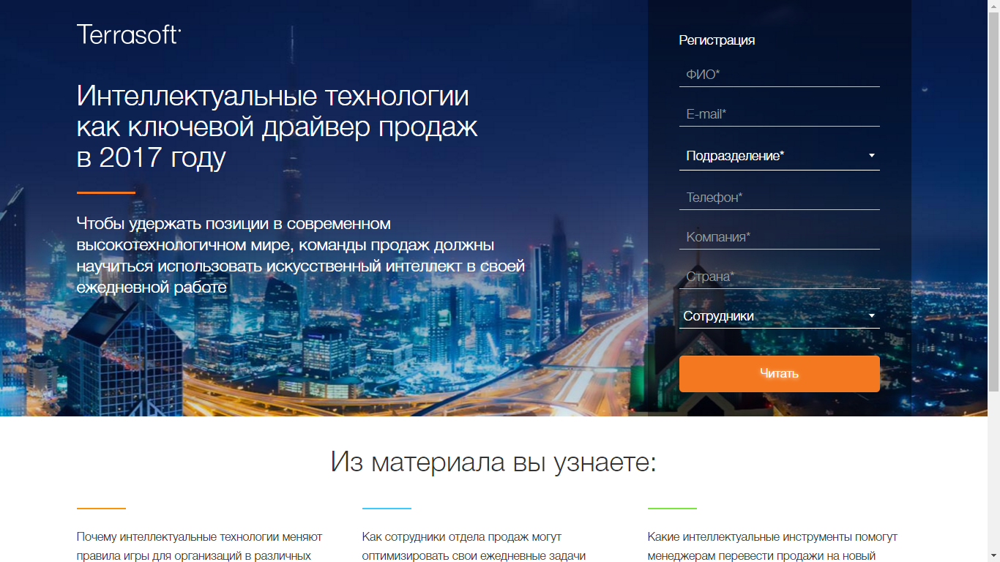 Terrasoft
Интеллектуальные технологии
как ключевой драйвер продаж
в 2017 году
Чтобы удержать позиции в современном
высокотехнологичном мире, команды продаж должны
научиться использовать искусственный интеллект в своей
ежедневной работе
Регистрация
ФИО*
E-mail*
Подразделение*
Телефон*
Компания*
Страна*
Сотрудники
Читать
Из материала вы узнаете:
Почему интеллектуальные технологии меняют
правила игры для организаций в различных
Как сотрудники отдела продаж могут
оптимизировать свои ежедневные задачи
Какие интеллектуальные инструменты помогут
менеджерам перевести продажи на новый